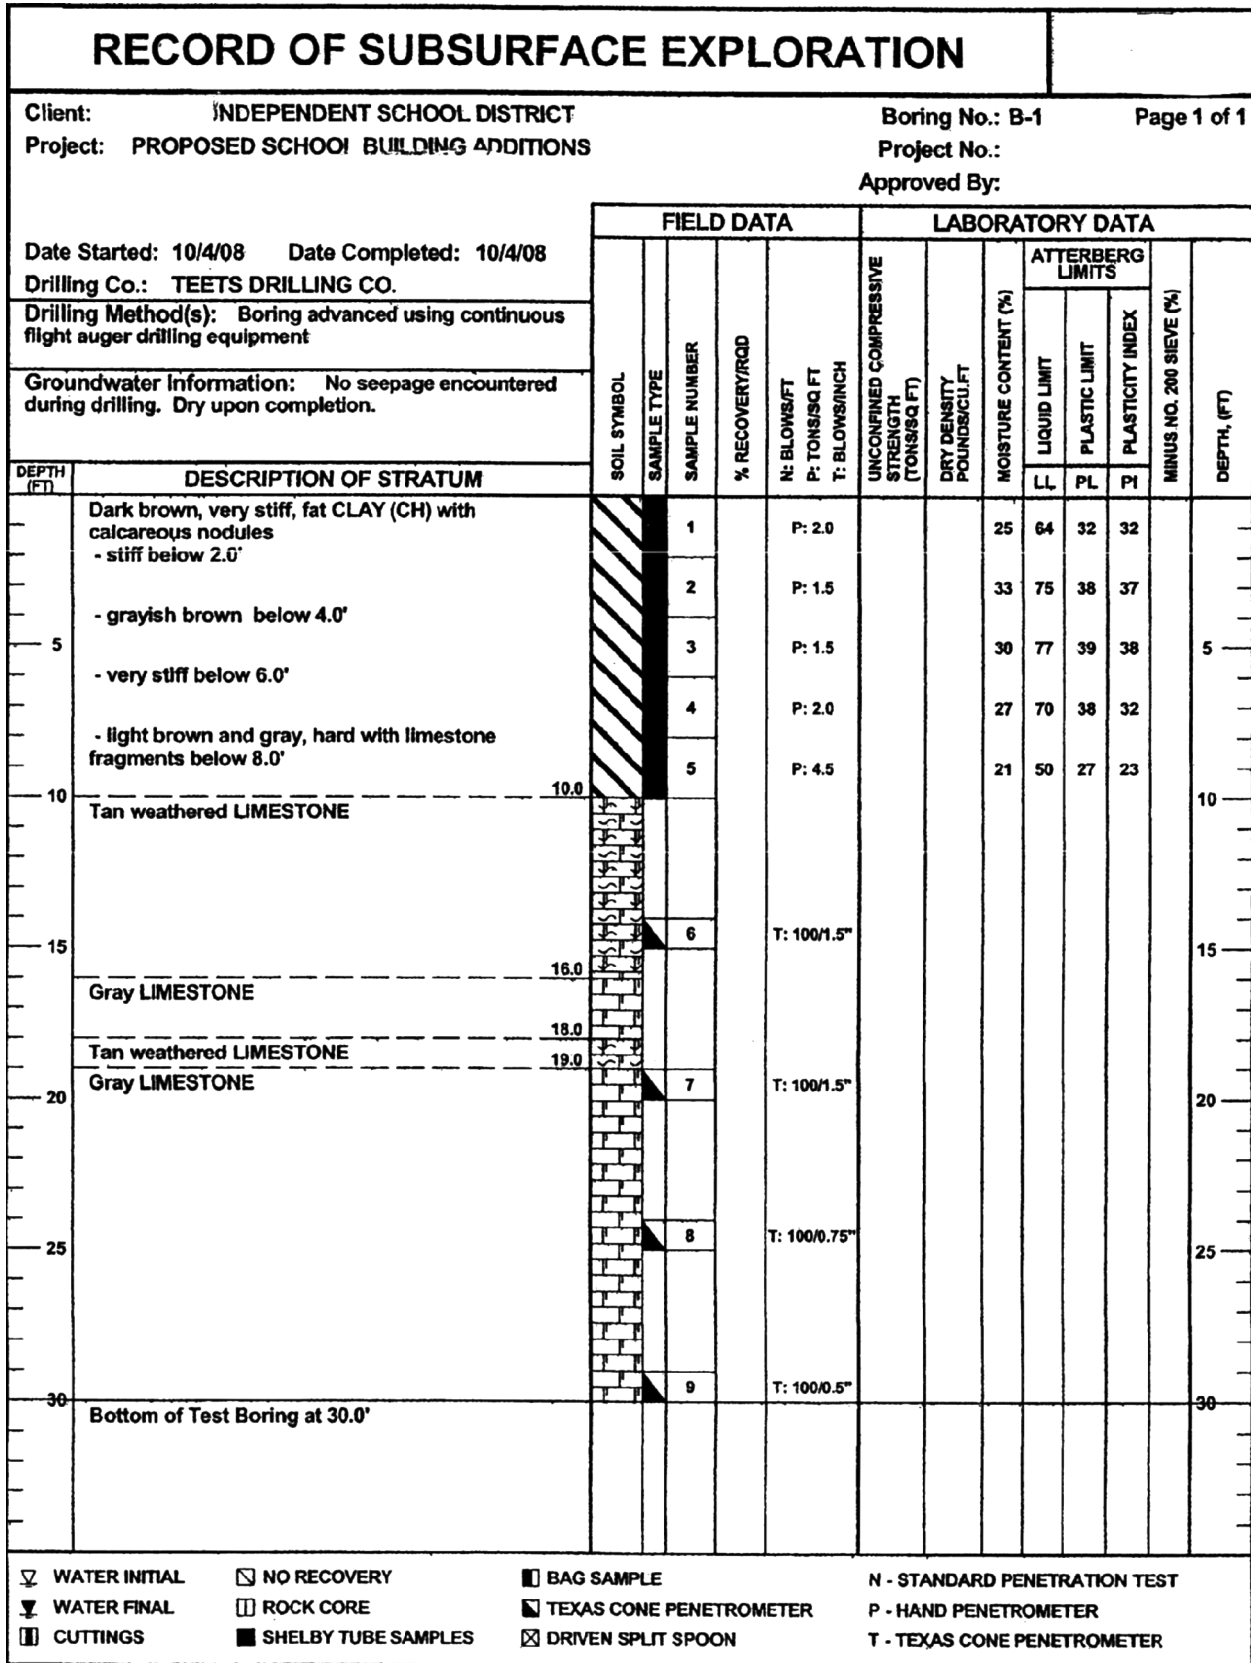 RECORD OF SUBSURFACE EXPLORATION
Client: INDEPENDENT SCHOOL DISTRICT
Project: PROPOSED SCHOOL BUILDING ADDITIONS
Boring No.: B-1 Page 1 of 1
Project No.:
Approved By:
Date Started: 10/4/08 Date Completed: 10/4/08
Drilling Co.: TEETS DRILLING CO.
Drilling Method(s): Boring advanced using continuous
flight auger drilling equipment
Groundwater Information: No seepage encountered
during drilling. Dry upon completion.
FIELD DATA LABORATORY DATA
SOIL SYMBOL
SAMPLE TYPE
SAMPLE NUMBER
% RECOVERY/RQD
N: BLOWS/FT
P: TONS/SQ FT
T: BLOWS/INCH
UNCONFINED COMPRESSIVE
STRENGTH
(TONS/SQ FT)
DRY DENSITY
POUNDS/CU.FT
MOISTURE CONTENT (%)
ATTERBERG
LIMITS
LIQUID LIMIT
PLASTIC LIMIT
PLASTICITY INDEX
LL PL PI
MINUS NO. 200 SIEVE (%)
DEPTH, (FT)
DEPTH
(FT)
DESCRIPTION OF STRATUM
Dark brown, very stiff, fat CLAY (CH) with
calcareous nodules
1 P: 2.0 25 64 32 32
- stiff below 2.0'
2 P: 1.5 33 75 38 37
- grayish brown below 4.0'
5 3 P: 1.5 30 77 39 38 5
- very stiff below 6.0'
4 P: 2.0 27 70 38 32
- light brown and gray, hard with limestone
fragments below 8.0'
5 P: 4.5 21 50 27 23
10 10.0 10
Tan weathered LIMESTONE
6 T: 100/1.5"
15 15
16.0
Gray LIMESTONE
18.0
Tan weathered LIMESTONE
19.0
Gray LIMESTONE
7 T: 100/1.5"
20 20
8 T: 100/0.75"
25 25
9 T: 100/0.5"
30 30
Bottom of Test Boring at 30.0'
WATER INITIAL NO RECOVERY BAG SAMPLE N - STANDARD PENETRATION TEST
WATER FINAL ROCK CORE TEXAS CONE PENETROMETER P - HAND PENETROMETER
CUTTINGS SHELBY TUBE SAMPLES DRIVEN SPLIT SPOON T - TEXAS CONE PENETROMETER